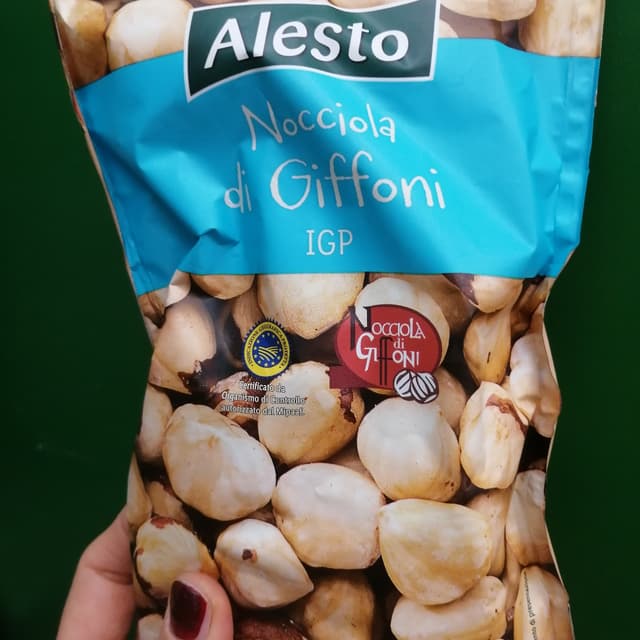 Alesto
Nocciola
di Giffoni
IGP
NOCCIOLA
di
GIFFONI
Certificato da
Organismo di Controllo
autorizzato dal Mipaaf.